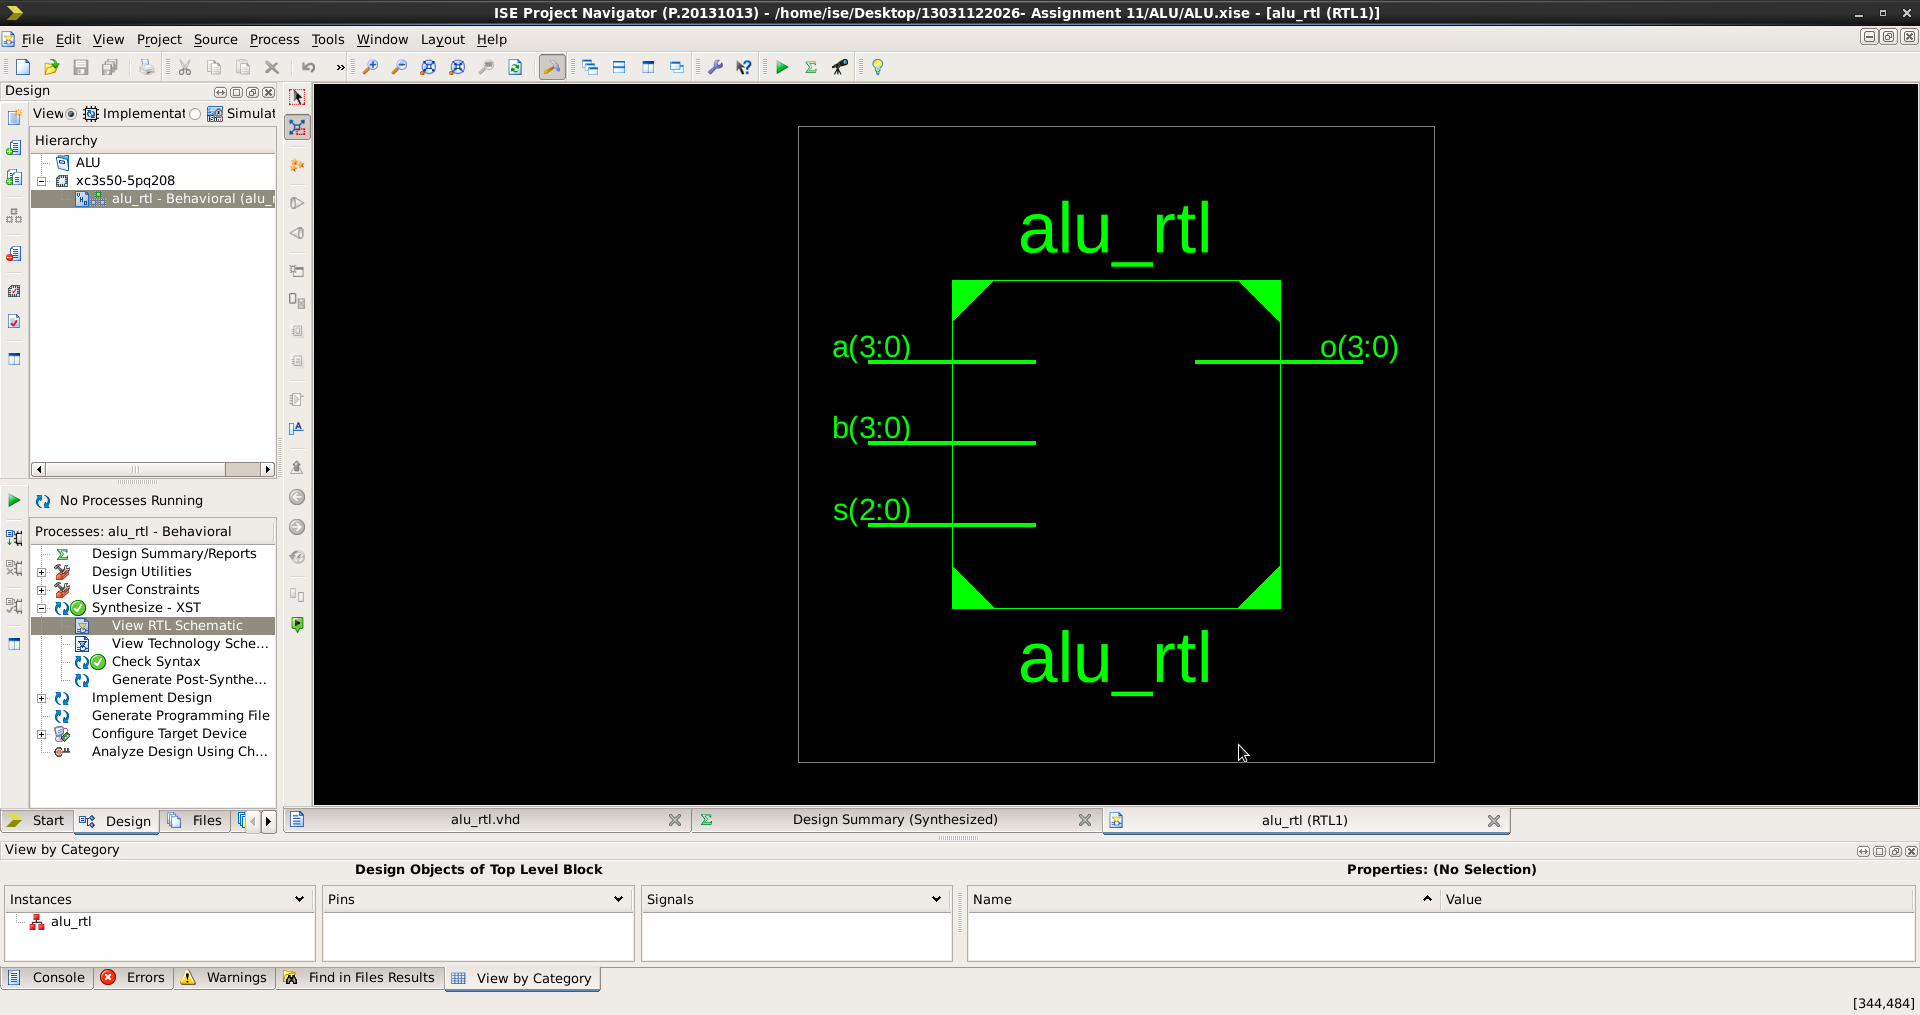 ISE Project Navigator (P.20131013) - /home/ise/Desktop/13031122026- Assignment 11/ALU/ALU.xise - [alu_rtl (RTL1)]
File Edit View Project Source Process Tools Window Layout Help
»
Design
View Implementat Simulat
Hierarchy
ALU
xc3s50-5pq208
alu_rtl - Behavioral (alu_r
No Processes Running
Processes: alu_rtl - Behavioral
Design Summary/Reports
Design Utilities
User Constraints
Synthesize - XST
View RTL Schematic
View Technology Sche...
Check Syntax
Generate Post-Synthe...
Implement Design
Generate Programming File
Configure Target Device
Analyze Design Using Ch...
Start Design Files
alu_rtl
a(3:0) o(3:0)
b(3:0)
s(2:0)
alu_rtl
alu_rtl.vhd Design Summary (Synthesized) alu_rtl (RTL1)
View by Category
Design Objects of Top Level Block Properties: (No Selection)
Instances Pins Signals Name Value
alu_rtl
Console Errors Warnings Find in Files Results View by Category
[344,484]